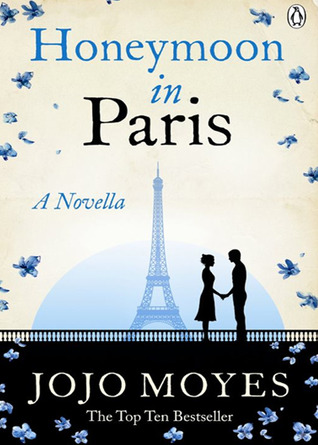 Honeymoon
in
Paris
A Novella
JOJO MOYES
The Top Ten Bestseller